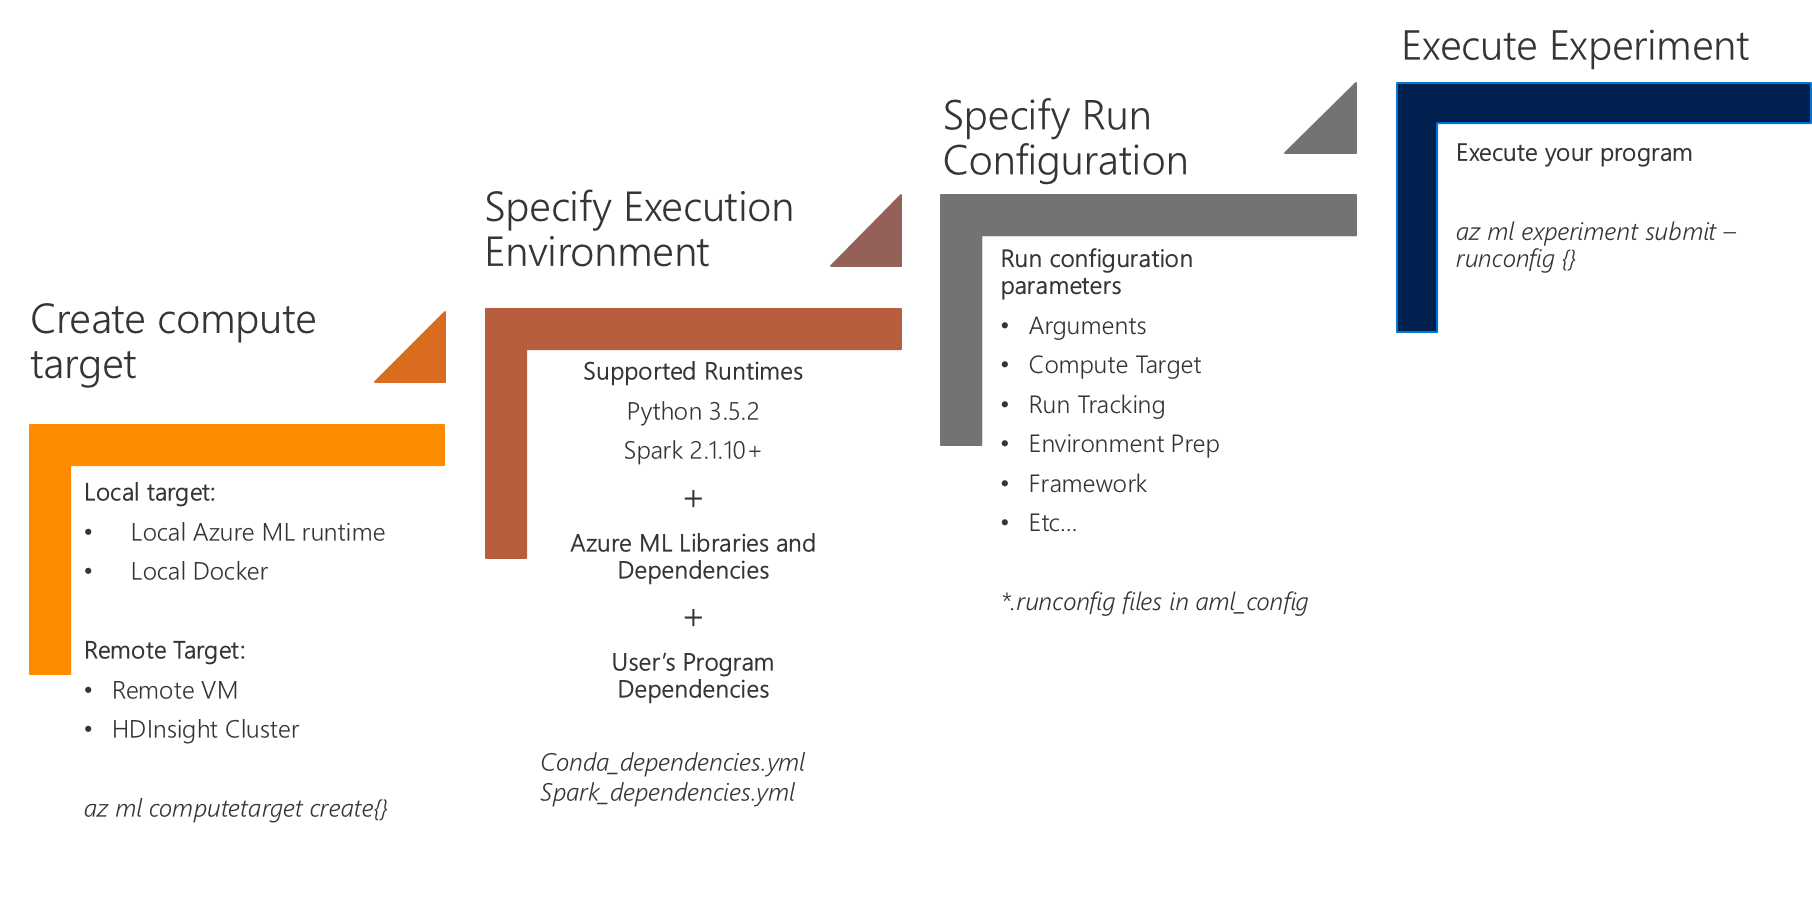 Create compute
target
Local target:
• Local Azure ML runtime
• Local Docker
Remote Target:
• Remote VM
• HDInsight Cluster
az ml computetarget create{}
Specify Execution
Environment
Supported Runtimes
Python 3.5.2
Spark 2.1.10+
+
Azure ML Libraries and
Dependencies
+
User’s Program
Dependencies
Conda_dependencies.yml
Spark_dependencies.yml
Specify Run
Configuration
Run configuration
parameters
• Arguments
• Compute Target
• Run Tracking
• Environment Prep
• Framework
• Etc...
*.runconfig files in aml_config
Execute Experiment
Execute your program
az ml experiment submit –
runconfig {}